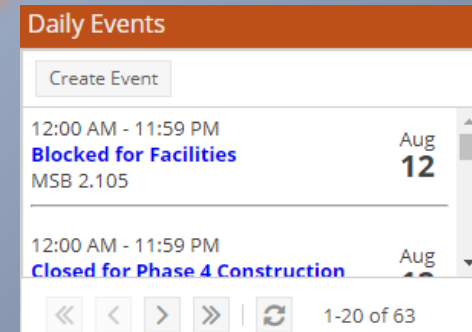 Daily Events
Create Event
12:00 AM - 11:59 PM
Blocked for Facilities
MSB 2.105
Aug
12
12:00 AM - 11:59 PM
Closed for Phase 4 Construction
Aug
1-20 of 63